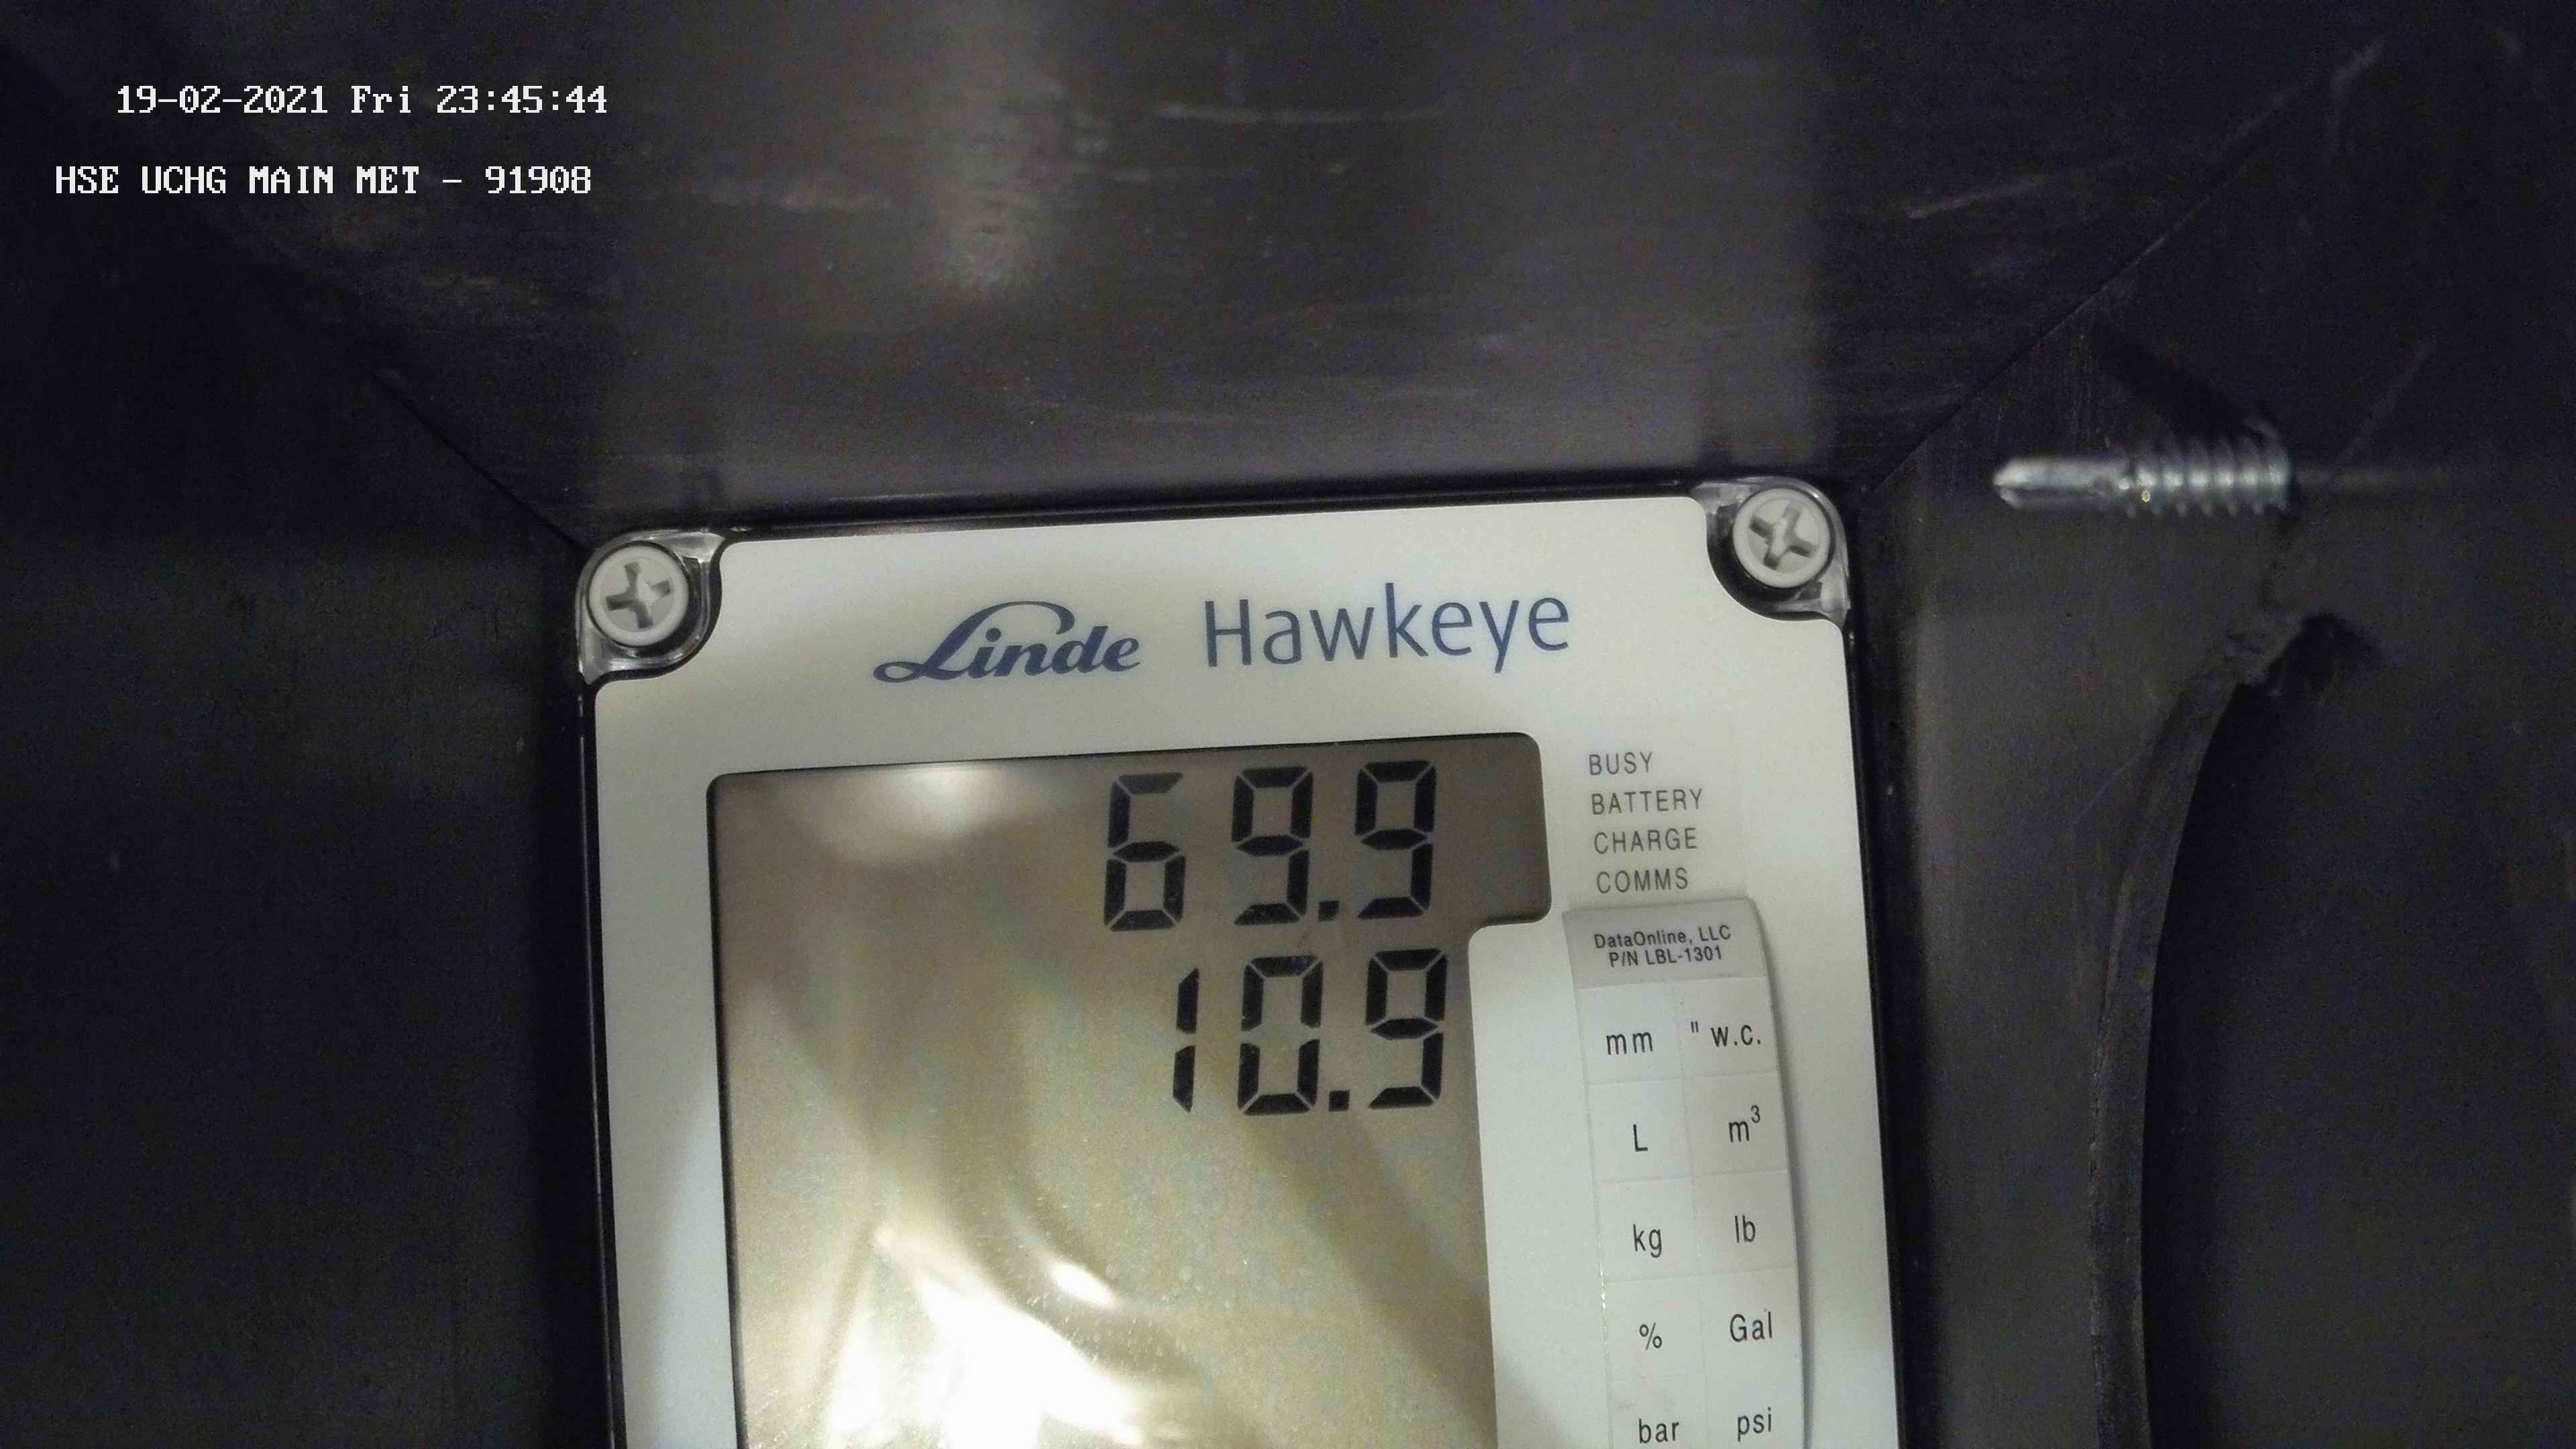 19-02-2021 Fri 23:45:44
HSE UCHG MAIN MET - 91908
Linde Hawkeye
69.9
10.9
BUSY
BATTERY
CHARGE
COMMS
DataOnline, LLC
P/N LBL-1301
mm " w.c.
L m³
kg lb
% Gal
bar psi